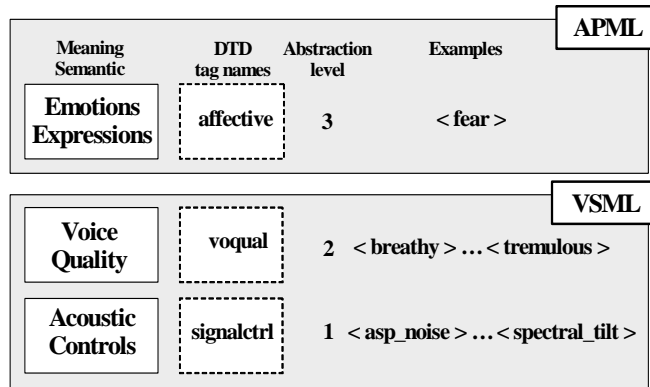 APML
Meaning Semantic
DTD tag names
Abstraction level
Examples
Emotions Expressions
affective
3
< fear >
VSML
Voice Quality
voqual
2
< breathy > … < tremulous >
Acoustic Controls
signalctrl
1
< asp_noise > … < spectral_tilt >